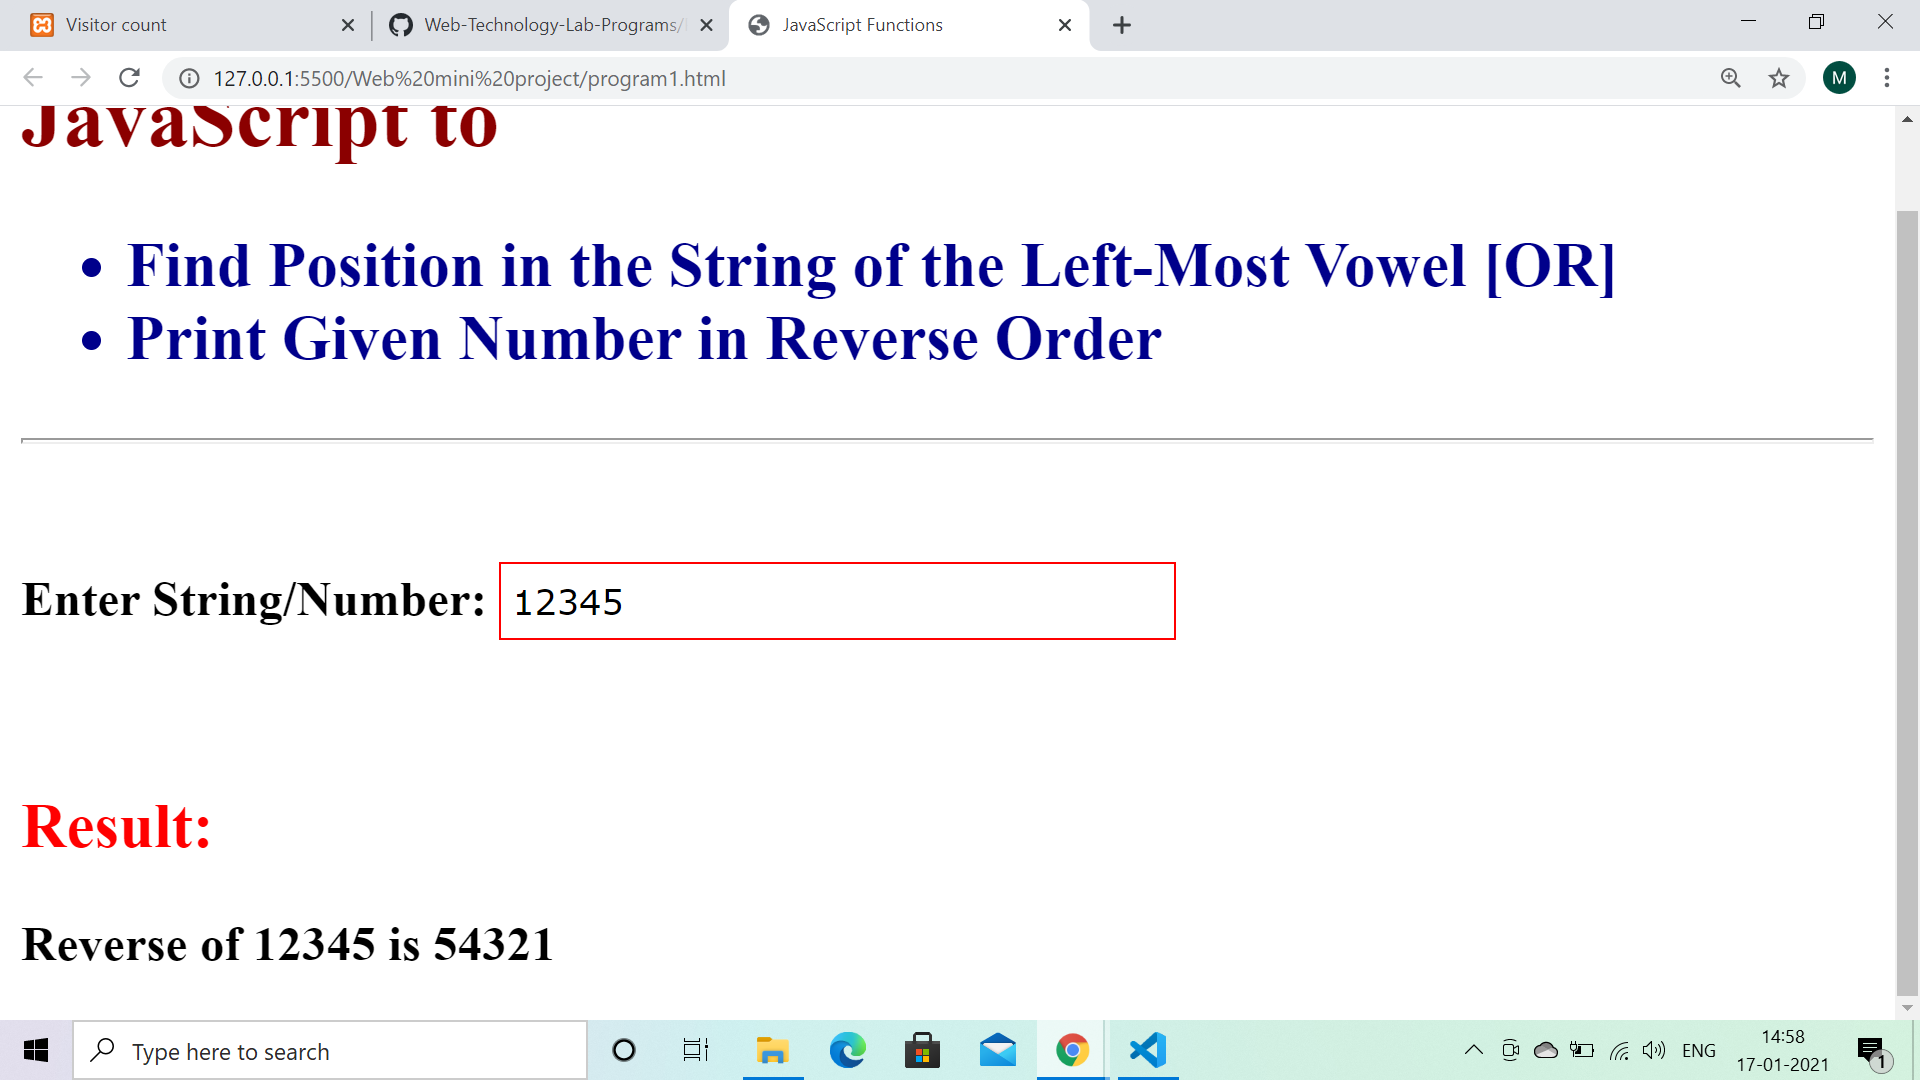 Visitor count
Web-Technology-Lab-Programs/
JavaScript Functions
127.0.0.1:5500/Web%20mini%20project/program1.html
M
JavaScript to
• Find Position in the String of the Left-Most Vowel [OR]
• Print Given Number in Reverse Order
Enter String/Number: 12345
Result:
Reverse of 12345 is 54321
Type here to search
ENG
14:58
17-01-2021
1